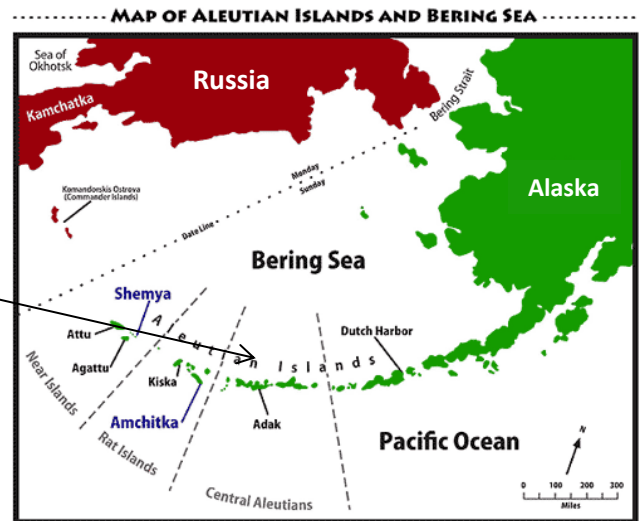 MAP OF ALEUTIAN ISLANDS AND BERING SEA
Sea of
Okhotsk
Russia
Kamchatka
Bering Strait
Komandorskis Ostrova
(Commander Islands)
Monday
Sunday
Date Line
Alaska
Bering Sea
Shemya
Aleutian Islands
Attu
Agattu
Dutch Harbor
Kiska
Near Islands
Amchitka
Adak
Rat Islands
Pacific Ocean
Central Aleutians
N
0 100 200 300
Miles